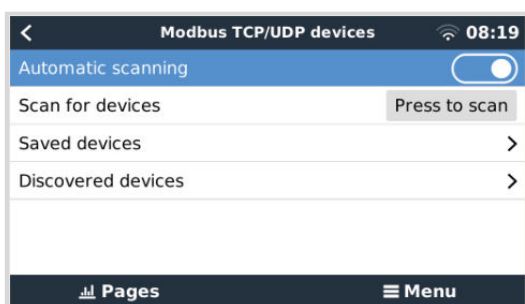 Modbus TCP/UDP devices 08:19
Automatic scanning
Scan for devices Press to scan
Saved devices
Discovered devices
Pages Menu